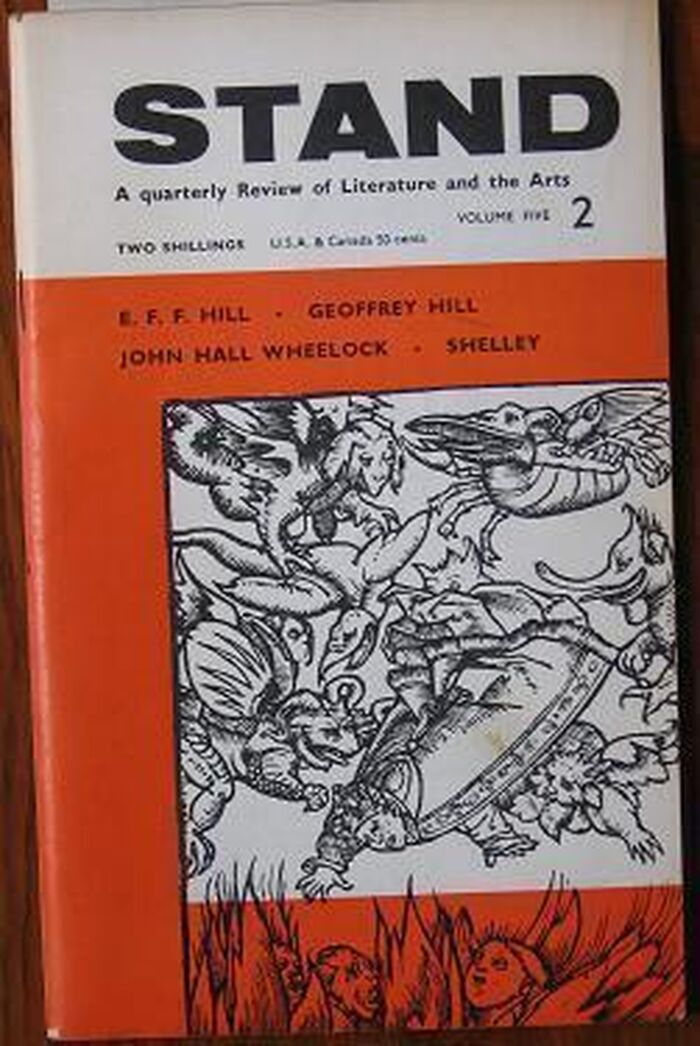 STAND
A quarterly Review of Literature and the Arts
VOLUME FIVE 2
TWO SHILLINGS U.S.A. & Canada 50 cents
E. F. F. HILL · GEOFFREY HILL
JOHN HALL WHEELOCK · SHELLEY